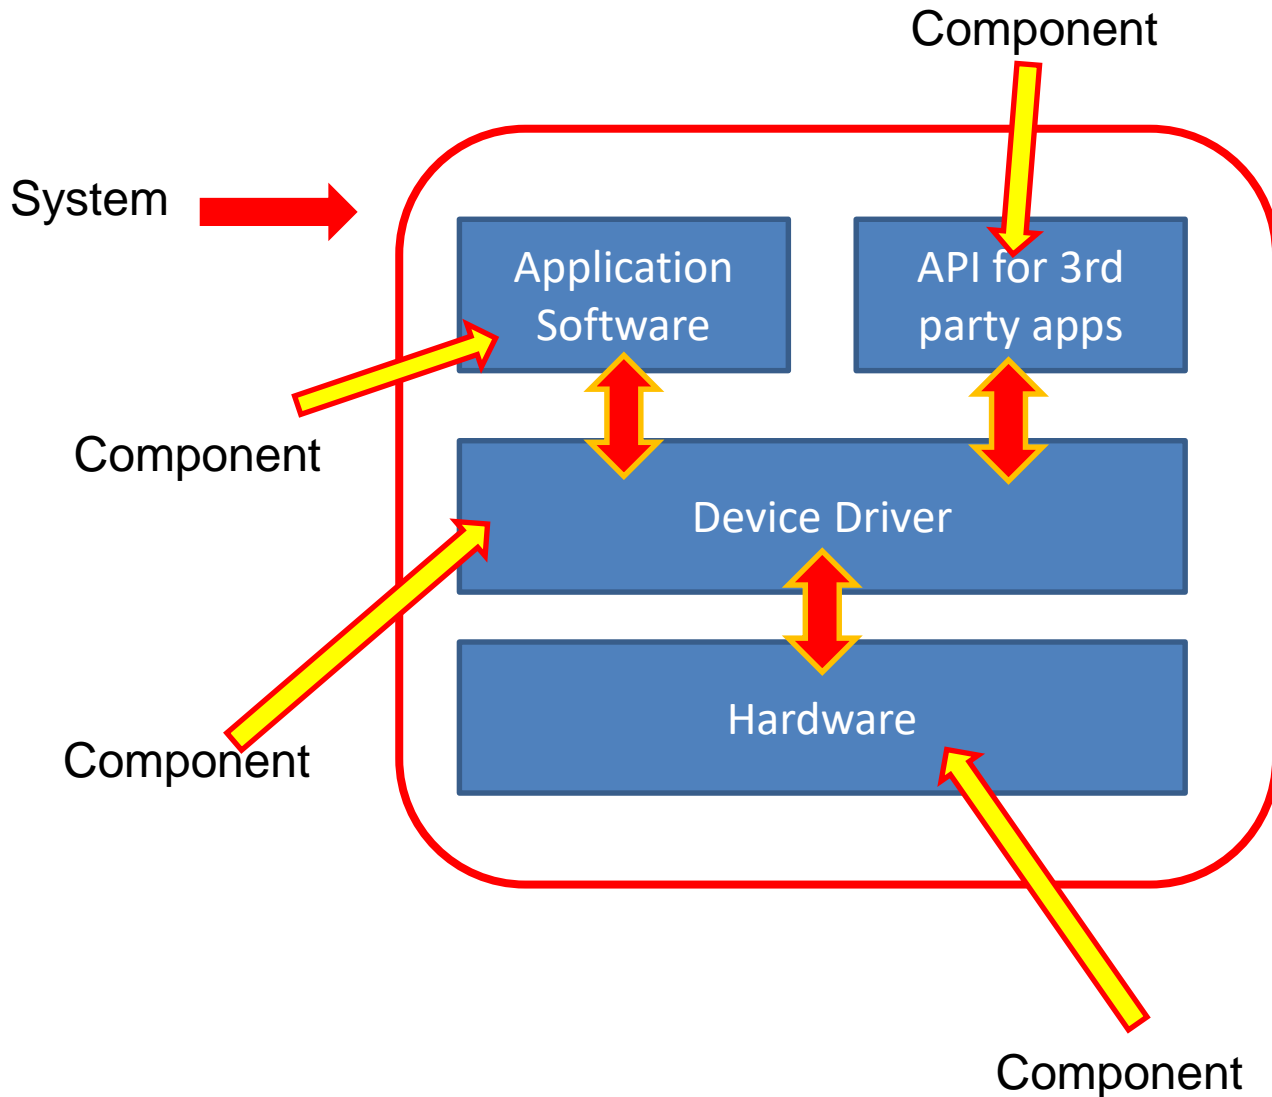 Component
System
Application
Software
API for 3rd
party apps
Component
Device Driver
Component
Hardware
Component